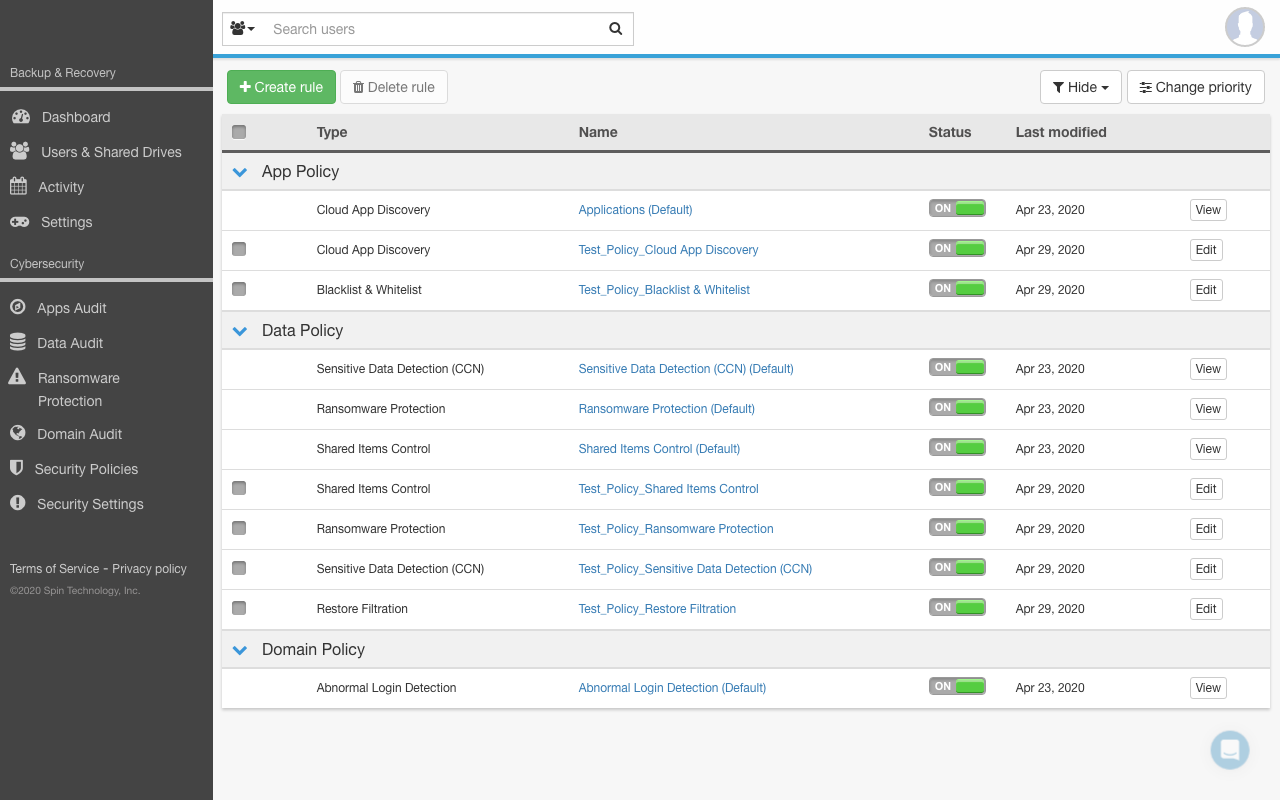 Search users
Backup & Recovery
Dashboard
Users & Shared Drives
Activity
Settings
Cybersecurity
Apps Audit
Data Audit
Ransomware
Protection
Domain Audit
Security Policies
Security Settings
Terms of Service - Privacy policy
©2020 Spin Technology, Inc.
Create rule Delete rule Hide Change priority
Type Name Status Last modified
App Policy
Cloud App Discovery Applications (Default) ON Apr 23, 2020 View
Cloud App Discovery Test_Policy_Cloud App Discovery ON Apr 29, 2020 Edit
Blacklist & Whitelist Test_Policy_Blacklist & Whitelist ON Apr 29, 2020 Edit
Data Policy
Sensitive Data Detection (CCN) Sensitive Data Detection (CCN) (Default) ON Apr 23, 2020 View
Ransomware Protection Ransomware Protection (Default) ON Apr 23, 2020 View
Shared Items Control Shared Items Control (Default) ON Apr 23, 2020 View
Shared Items Control Test_Policy_Shared Items Control ON Apr 29, 2020 Edit
Ransomware Protection Test_Policy_Ransomware Protection ON Apr 29, 2020 Edit
Sensitive Data Detection (CCN) Test_Policy_Sensitive Data Detection (CCN) ON Apr 29, 2020 Edit
Restore Filtration Test_Policy_Restore Filtration ON Apr 29, 2020 Edit
Domain Policy
Abnormal Login Detection Abnormal Login Detection (Default) ON Apr 23, 2020 View